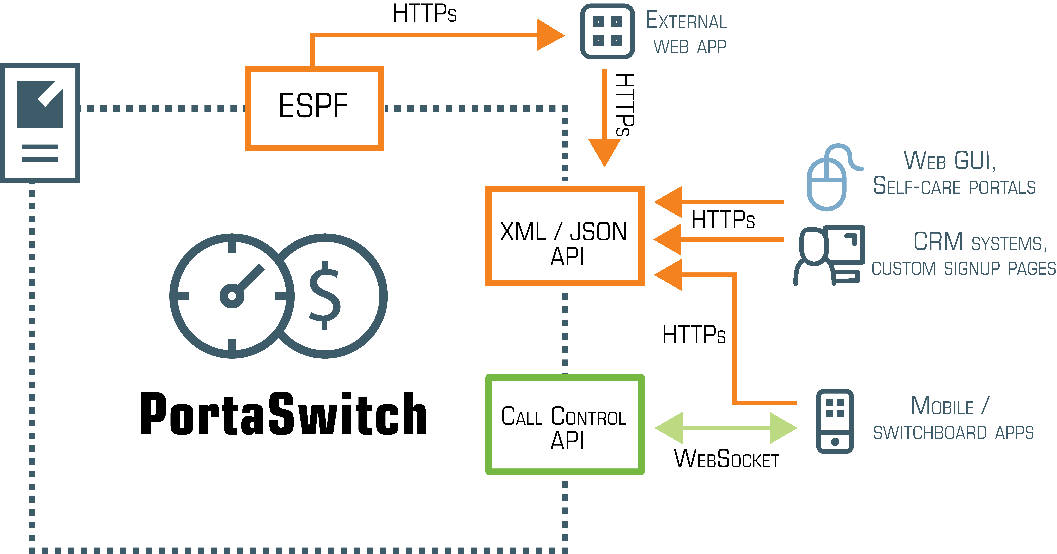 HTTPs
External
web app
ESPF
HTTPs
Web GUI,
Self-care portals
XML / JSON
API
HTTPs
CRM systems,
custom signup pages
$
HTTPs
PortaSwitch
Call Control
API
Mobile /
switchboard apps
WebSocket